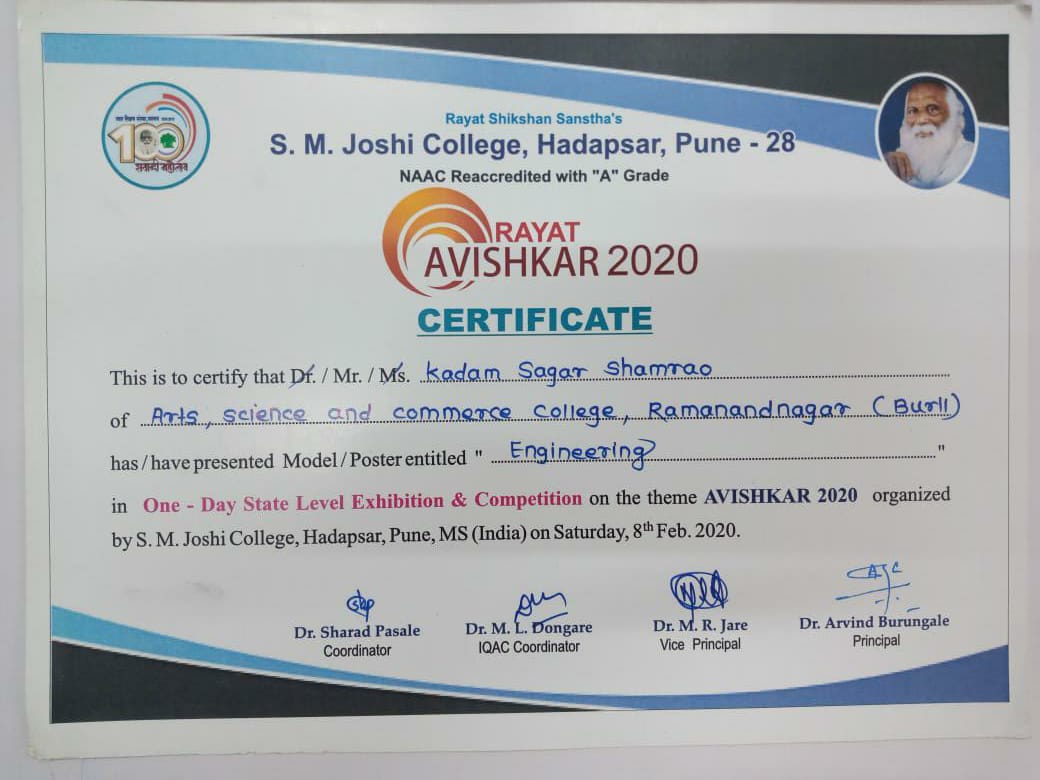 Rayat Shikshan Sanstha's
S. M. Joshi College, Hadapsar, Pune - 28
NAAC Reaccredited with "A" Grade
100
शताब्दी महोत्सव
RAYAT
AVISHKAR 2020
CERTIFICATE
This is to certify that Dr. / Mr. / Ms. Kadam Sagar Shamrao
of Arts, science and commerce College, Ramanandnagar (Burli)
has/have presented Model/Poster entitled " Engineering "
in One - Day State Level Exhibition & Competition on the theme AVISHKAR 2020 organized
by S. M. Joshi College, Hadapsar, Pune, MS (India) on Saturday, 8th Feb. 2020.
Dr. Sharad Pasale
Coordinator
Dr. M. L. Dongare
IQAC Coordinator
Dr. M. R. Jare
Vice Principal
Dr. Arvind Burungale
Principal